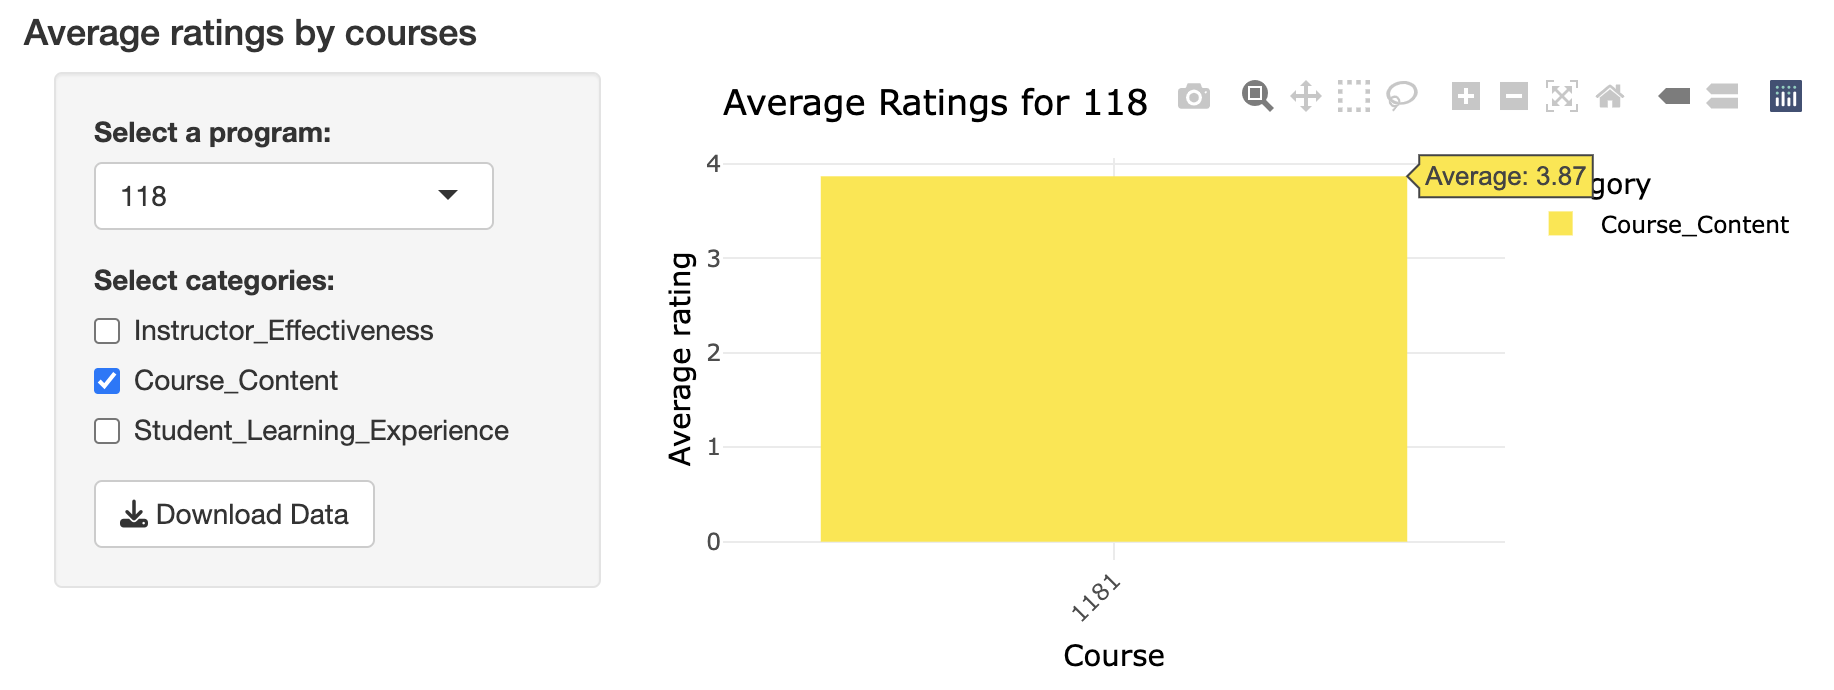 Average ratings by courses
Select a program:
118
Select categories:
Instructor_Effectiveness
Course_Content
Student_Learning_Experience
Download Data
Average Ratings for 118
4
3
2
1
0
Average rating
Average: 3.87
gory
Course_Content
1181
Course